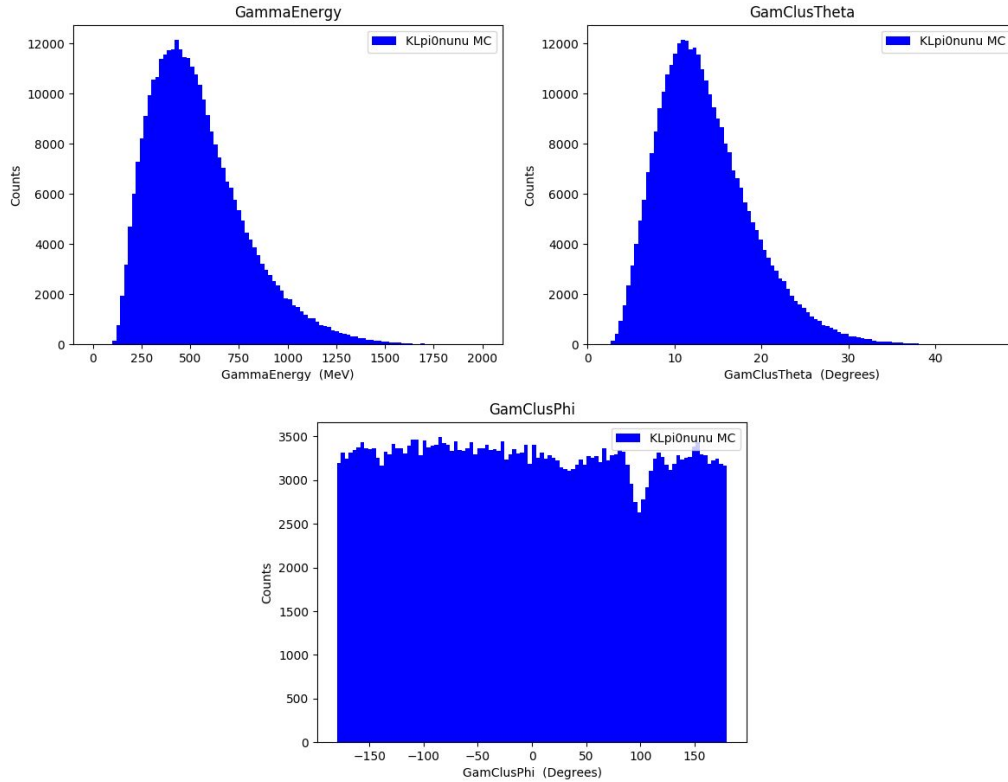 GammaEnergy
KLpi0nunu MC
Counts
12000
10000
8000
6000
4000
2000
0
0 250 500 750 1000 1250 1500 1750 2000
GammaEnergy (MeV)
GamClusTheta
KLpi0nunu MC
Counts
12000
10000
8000
6000
4000
2000
0
0 10 20 30 40
GamClusTheta (Degrees)
GamClusPhi
KLpi0nunu MC
Counts
3500
3000
2500
2000
1500
1000
500
0
−150 −100 −50 0 50 100 150
GamClusPhi (Degrees)